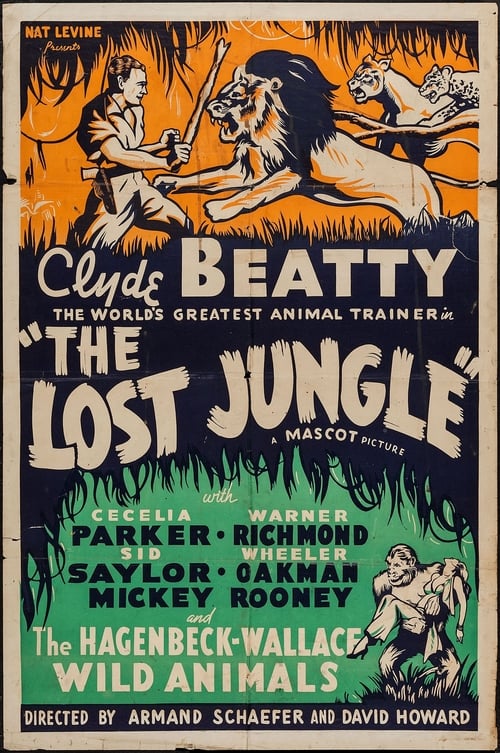 NAT LEVINE
Presents
Clyde BEATTY
THE WORLD'S GREATEST ANIMAL TRAINER in
"THE
LOST JUNGLE"
A MASCOT PICTURE
with
CECELIA WARNER
PARKER · RICHMOND
SID WHEELER
SAYLOR · OAKMAN
MICKEY ROONEY
and
The HAGENBECK-WALLACE
WILD ANIMALS
DIRECTED BY ARMAND SCHAEFER AND DAVID HOWARD